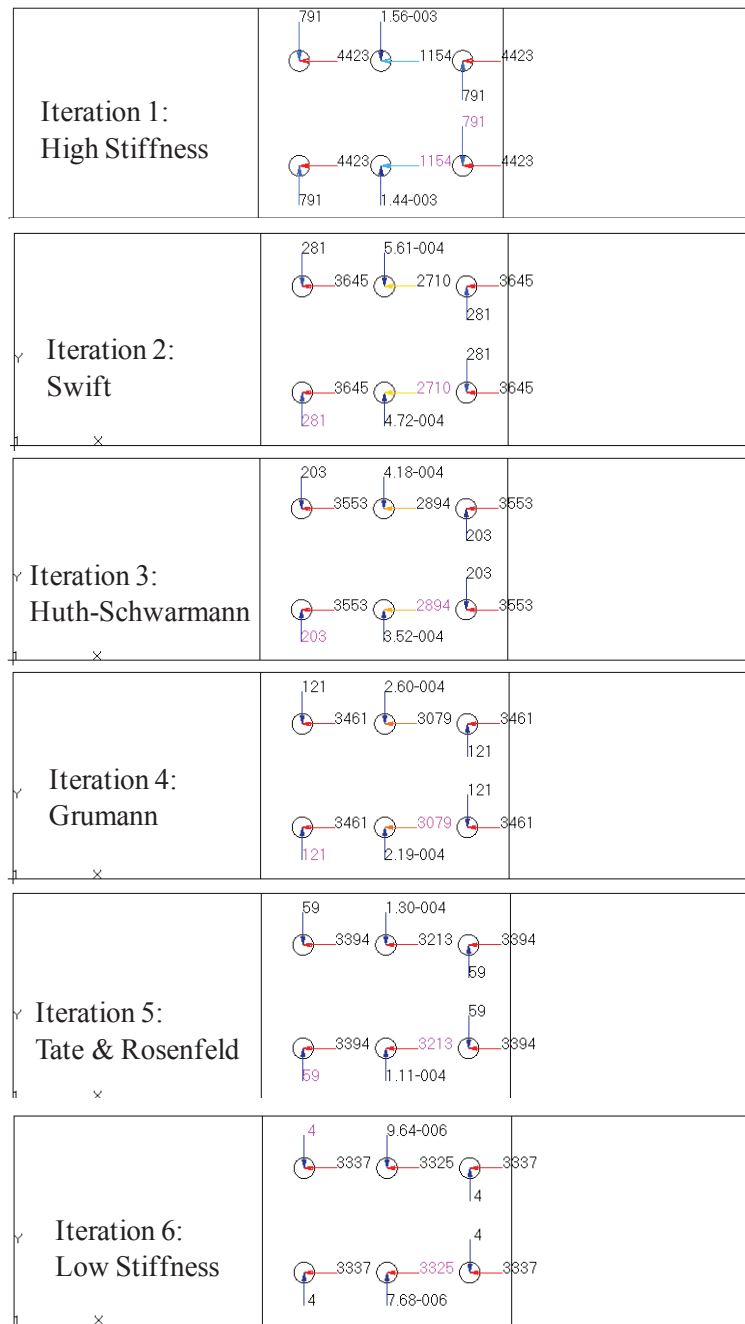 791 1.56-003
4423 1154 4423
791
Iteration 1:
High Stiffness
791
4423 1154 4423
791 1.44-003
281 5.61-004
3645 2710 3645
281
Y
Iteration 2:
Swift
281
3645 2710 3645
281 4.72-004
1 X
203 4.18-004
3553 2894 3553
203
Y
Iteration 3:
Huth-Schwarmann
203
3553 2894 3553
203 3.52-004
1 X
121 2.60-004
3461 3079 3461
121
Y
Iteration 4:
Grumann
121
3461 3079 3461
121 2.19-004
1 X
59 1.30-004
3394 3213 3394
59
Y
Iteration 5:
Tate & Rosenfeld
59
3394 3213 3394
59 1.11-004
1 X
4 9.64-006
3337 3325 3337
4
Y
Iteration 6:
Low Stiffness
4
3337 3325 3337
4 7.68-006
1 X